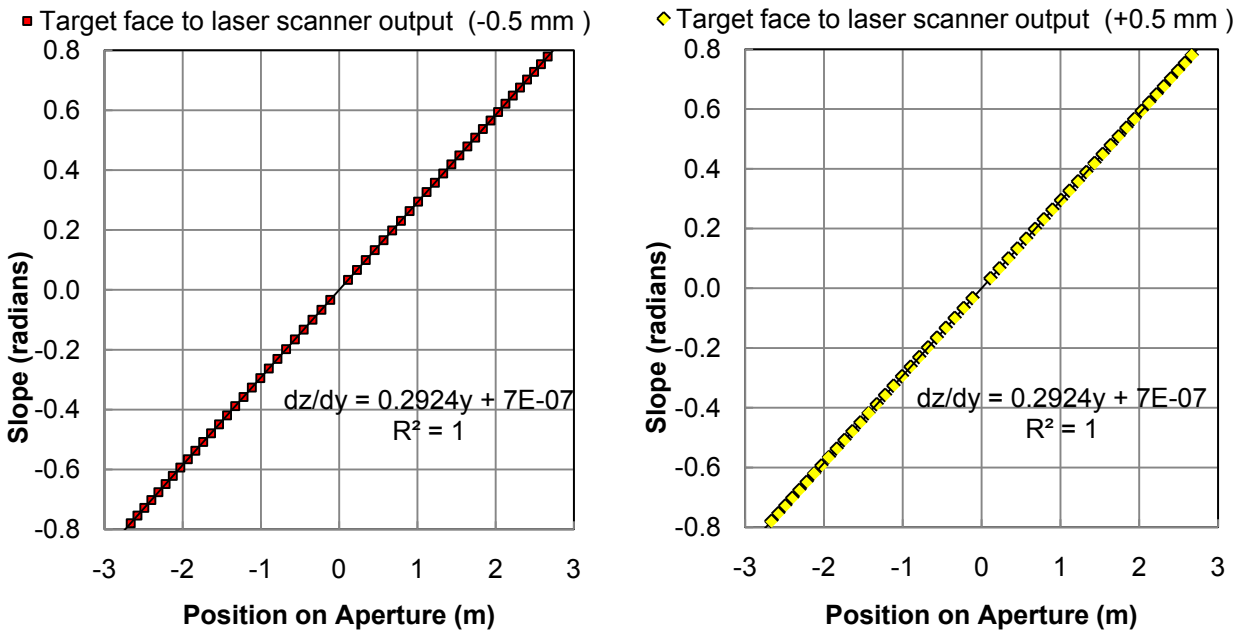 Target face to laser scanner output (-0.5 mm )
0.8
0.6
0.4
0.2
0.0
-0.2
-0.4
-0.6
-0.8
Slope (radians)
dz/dy = 0.2924y + 7E-07
R² = 1
-3 -2 -1 0 1 2 3
Position on Aperture (m)
Target face to laser scanner output (+0.5 mm )
0.8
0.6
0.4
0.2
0.0
-0.2
-0.4
-0.6
-0.8
Slope (radians)
dz/dy = 0.2924y + 7E-07
R² = 1
-3 -2 -1 0 1 2 3
Position on Aperture (m)